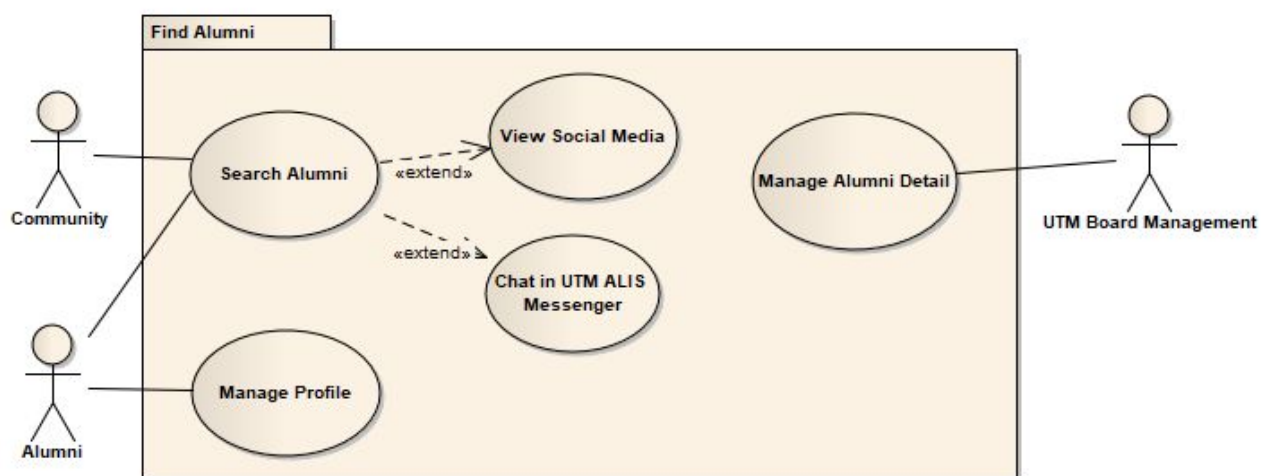 Find Alumni
View Social Media
Search Alumni
«extend»
Manage Alumni Detail
Community
UTM Board Management
«extend»
Chat in UTM ALIS
Messenger
Manage Profile
Alumni